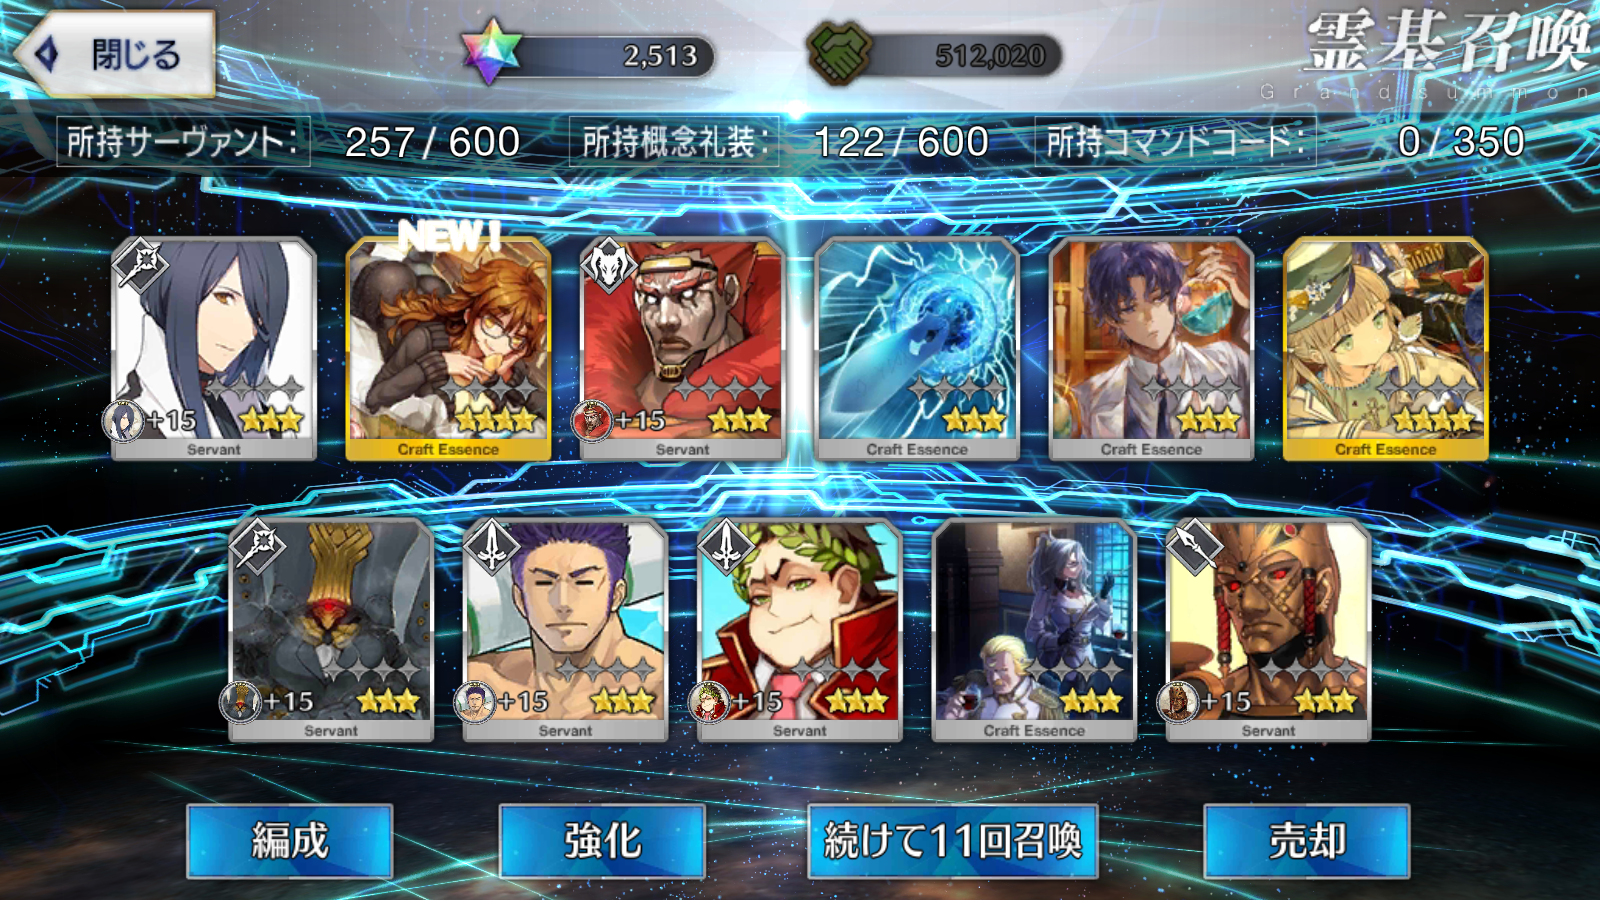 閉じる
2,513
512,020
霊基召喚
Grand summon
所持サーヴァント: 257/600
所持概念礼装: 122/600
所持コマンドコード: 0/350
NEW!
+15
Servant
Craft Essence
+15
Servant
Craft Essence
Craft Essence
Craft Essence
+15
Servant
+15
Servant
+15
Servant
Craft Essence
+15
Servant
編成
強化
続けて11回召喚
売却